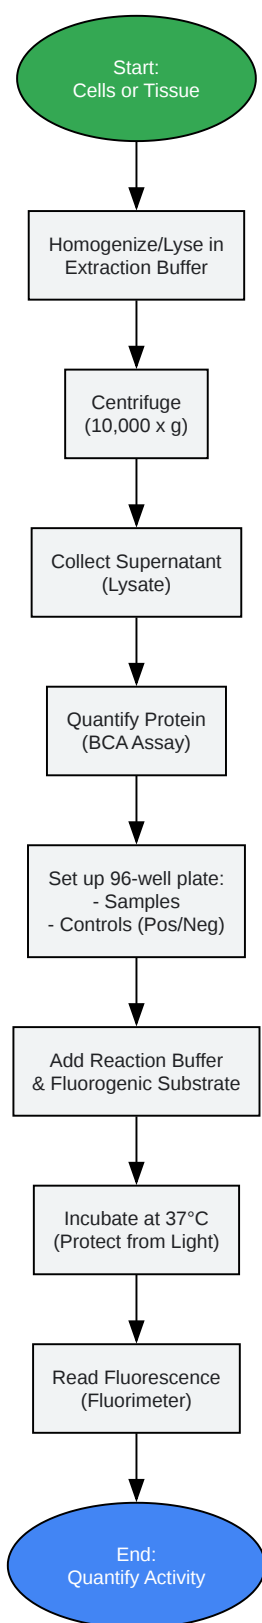 Start:
Cells or Tissue
Homogenize/Lyse in
Extraction Buffer
Centrifuge
(10,000 x g)
Collect Supernatant
(Lysate)
Quantify Protein
(BCA Assay)
Set up 96-well plate:
- Samples
- Controls (Pos/Neg)
Add Reaction Buffer
& Fluorogenic Substrate
Incubate at 37°C
(Protect from Light)
Read Fluorescence
(Fluorimeter)
End:
Quantify Activity